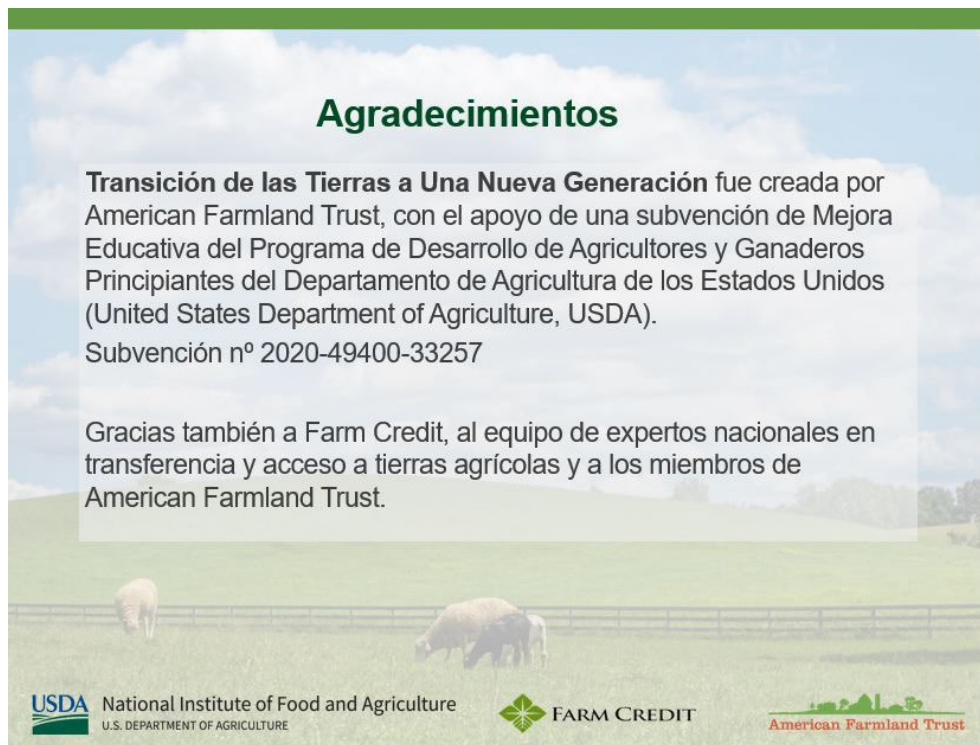 Agradecimientos
Transición de las Tierras a Una Nueva Generación fue creada por
American Farmland Trust, con el apoyo de una subvención de Mejora
Educativa del Programa de Desarrollo de Agricultores y Ganaderos
Principiantes del Departamento de Agricultura de los Estados Unidos
(United States Department of Agriculture, USDA).
Subvención nº 2020-49400-33257
Gracias también a Farm Credit, al equipo de expertos nacionales en
transferencia y acceso a tierras agrícolas y a los miembros de
American Farmland Trust.
USDA National Institute of Food and Agriculture
U.S. DEPARTMENT OF AGRICULTURE
FARM CREDIT
American Farmland Trust